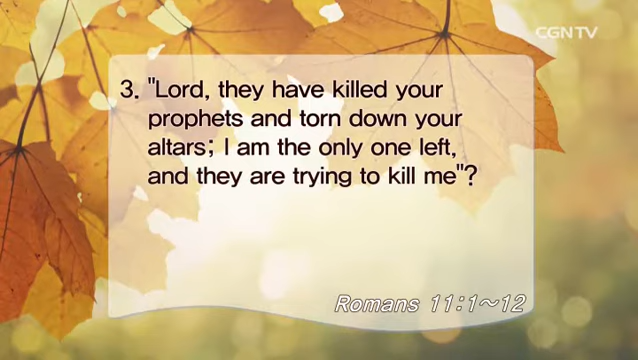 CGNTV
3. "Lord, they have killed your
prophets and torn down your
altars; I am the only one left,
and they are trying to kill me"?
Romans 11:1~12